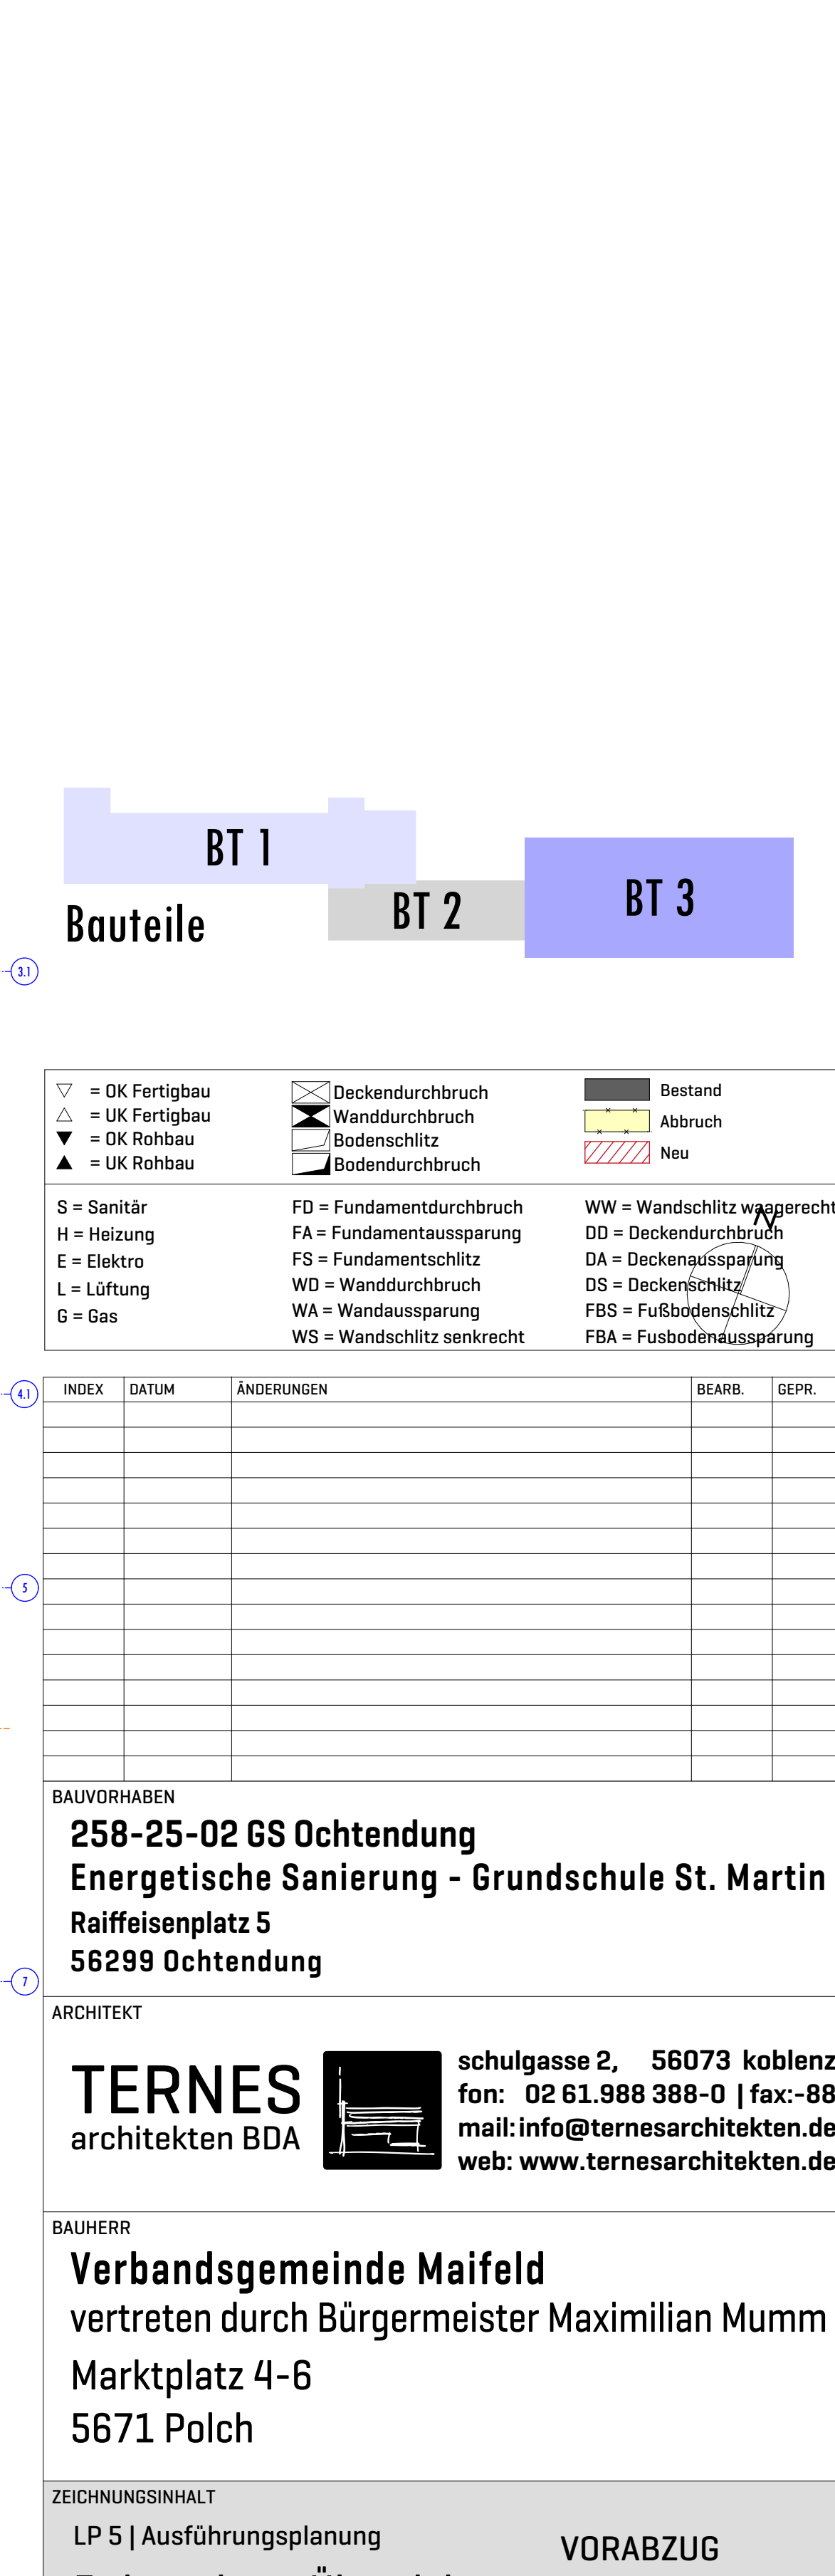 BT 1
BT 2
BT 3
Bauteile
3.1
= OK Fertigbau
= UK Fertigbau
= OK Rohbau
= UK Rohbau
Deckendurchbruch
Wanddurchbruch
Bodenschlitz
Bodendurchbruch
Bestand
Abbruch
Neu
S = Sanitär
H = Heizung
E = Elektro
L = Lüftung
G = Gas
FD = Fundamentdurchbruch
FA = Fundamentaussparung
FS = Fundamentschlitz
WD = Wanddurchbruch
WA = Wandaussparung
WS = Wandschlitz senkrecht
WW = Wandschlitz waagerecht
DD = Deckendurchbruch
DA = Deckenaussparung
DS = Deckenschlitz
FBS = Fußbodenschlitz
FBA = Fusbodenaussparung
N
4.1
INDEX DATUM ÄNDERUNGEN BEARB. GEPR.
5
BAUVORHABEN
258-25-02 GS Ochtendung
Energetische Sanierung - Grundschule St. Martin
Raiffeisenplatz 5
56299 Ochtendung
7
ARCHITEKT
TERNES
architekten BDA
schulgasse 2, 56073 koblenz
fon: 02 61.988 388-0 | fax:-88
mail: info@ternesarchitekten.de
web: www.ternesarchitekten.de
BAUHERR
Verbandsgemeinde Maifeld
vertreten durch Bürgermeister Maximilian Mumm
Marktplatz 4-6
5671 Polch
ZEICHNUNGSINHALT
LP 5 | Ausführungsplanung
VORABZUG